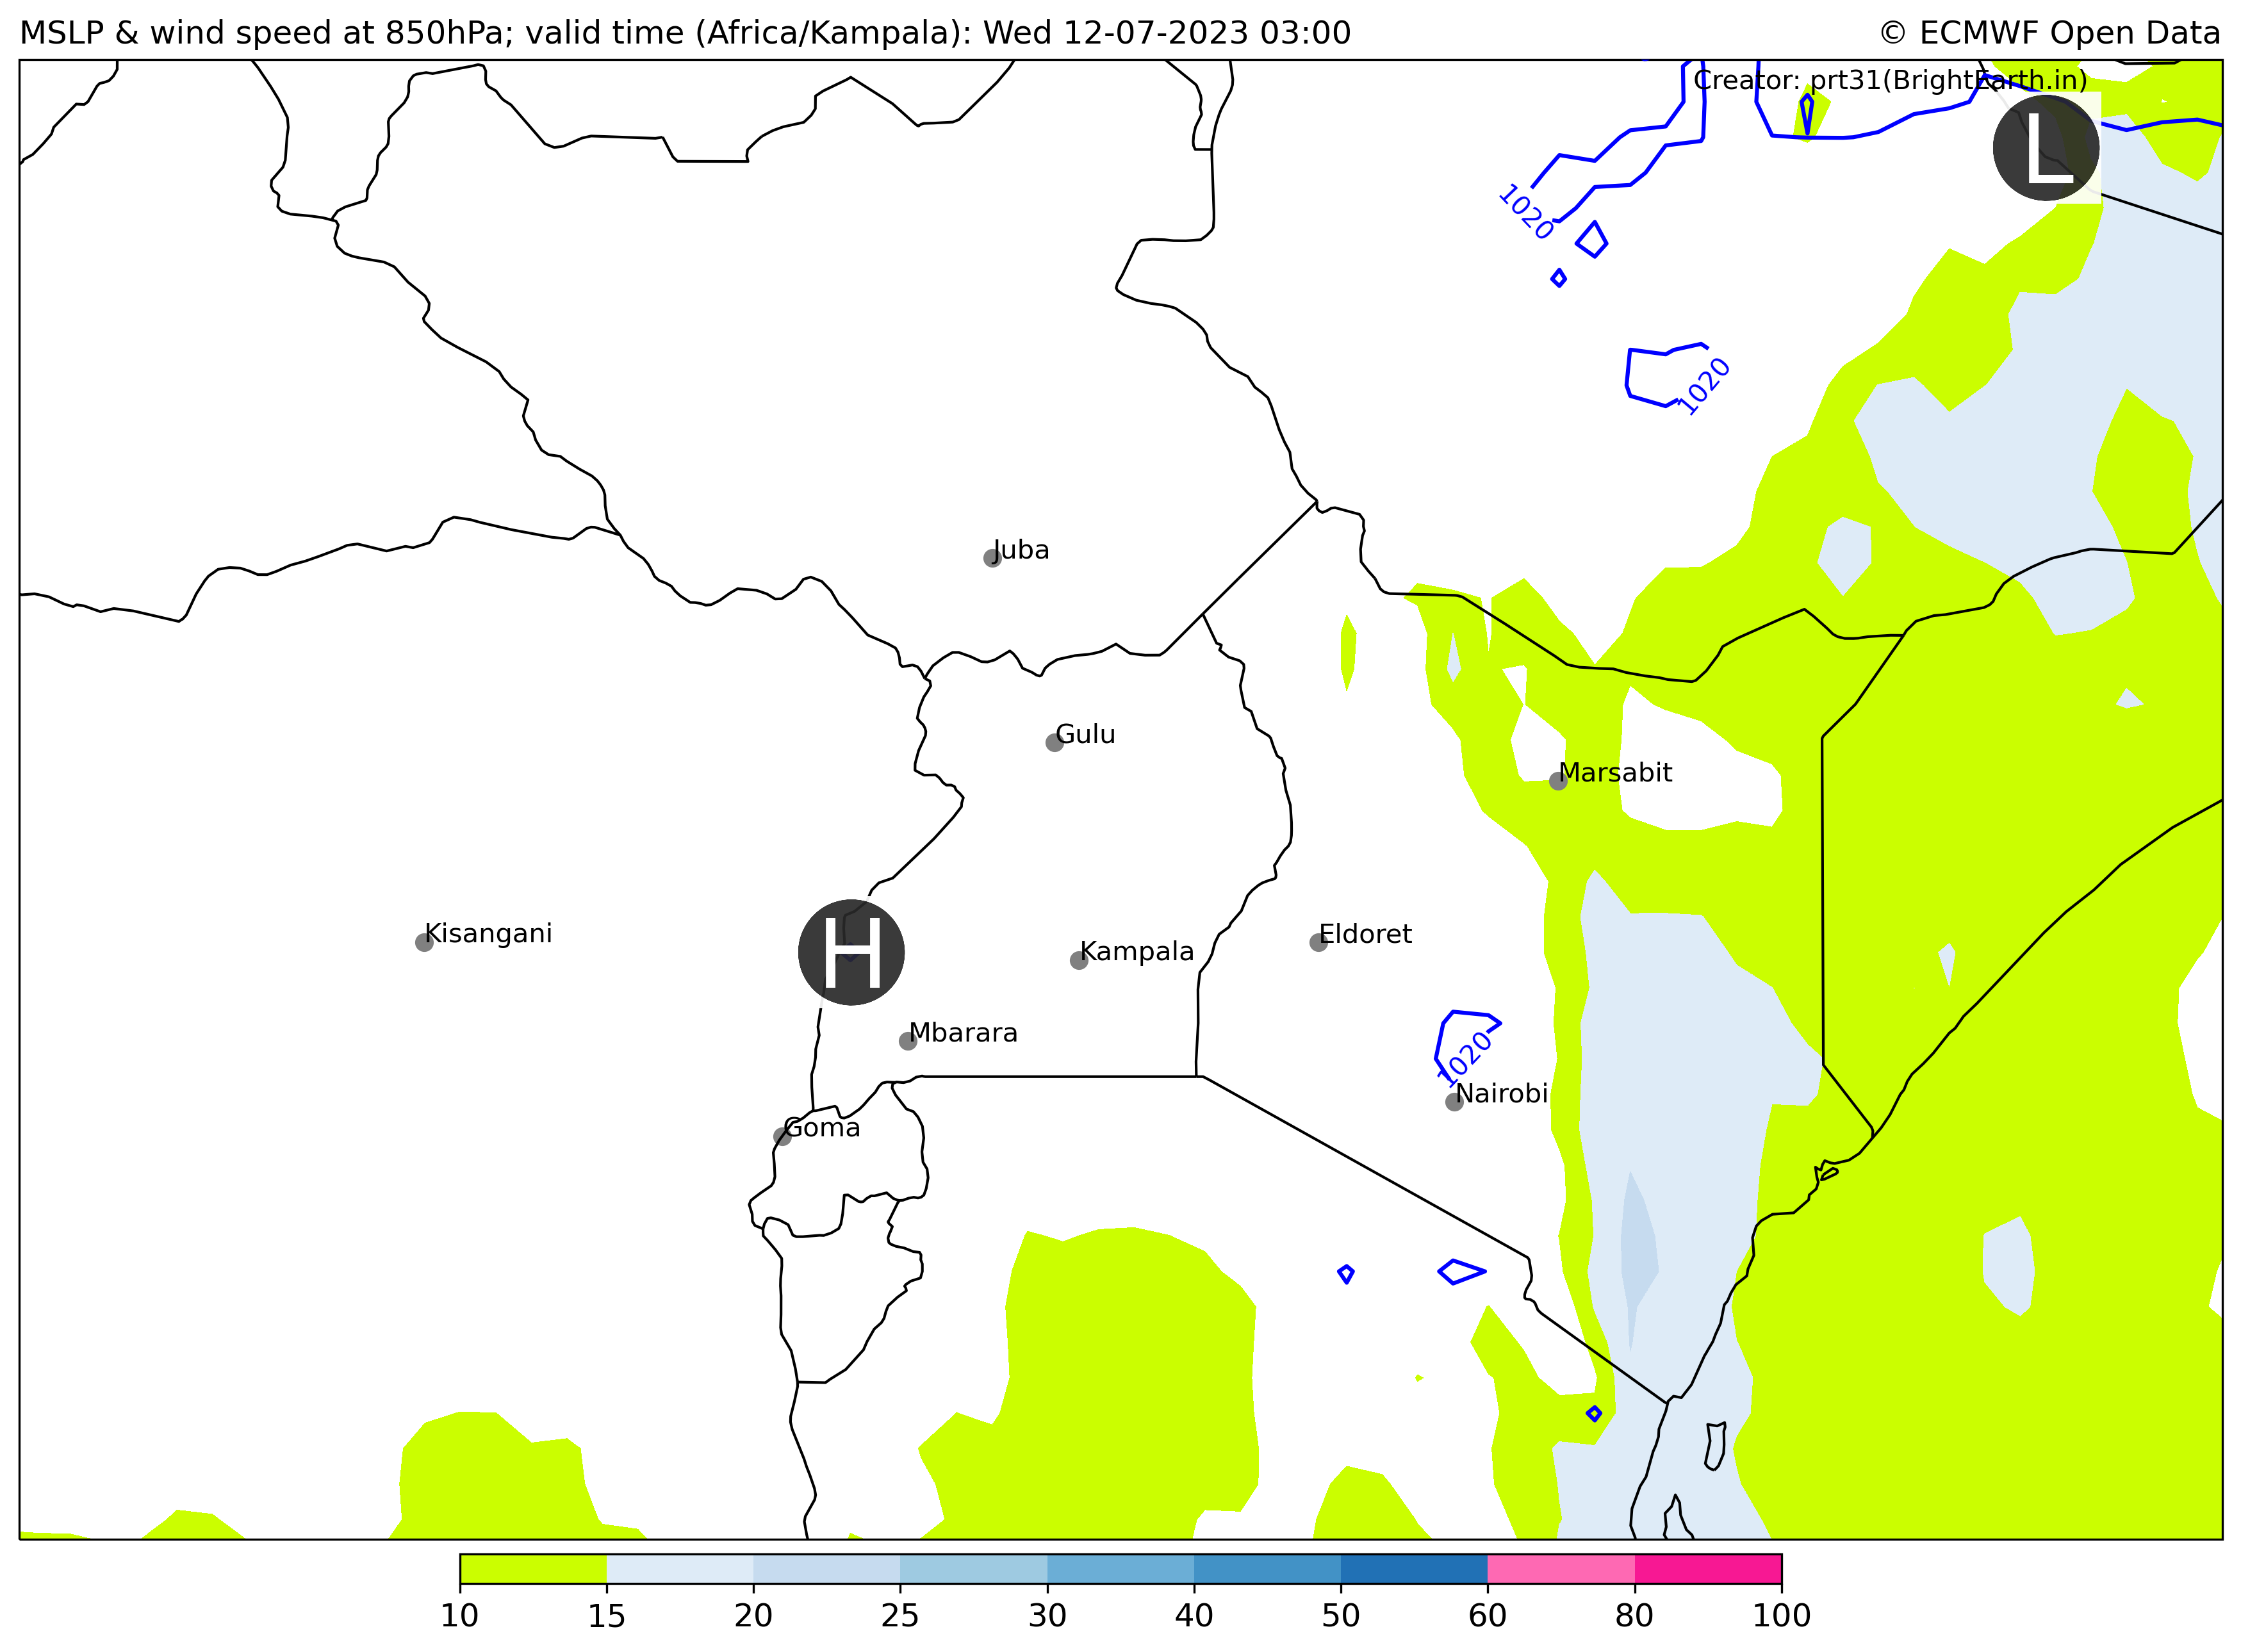 MSLP & wind speed at 850hPa; valid time (Africa/Kampala): Wed 12-07-2023 03:00
© ECMWF Open Data
Creator: prt31(BrightEarth.in)
L
1020
1020
Juba
Gulu
Marsabit
Kisangani
H
Kampala
Eldoret
Mbarara
1020
Nairobi
Goma
10 15 20 25 30 40 50 60 80 100